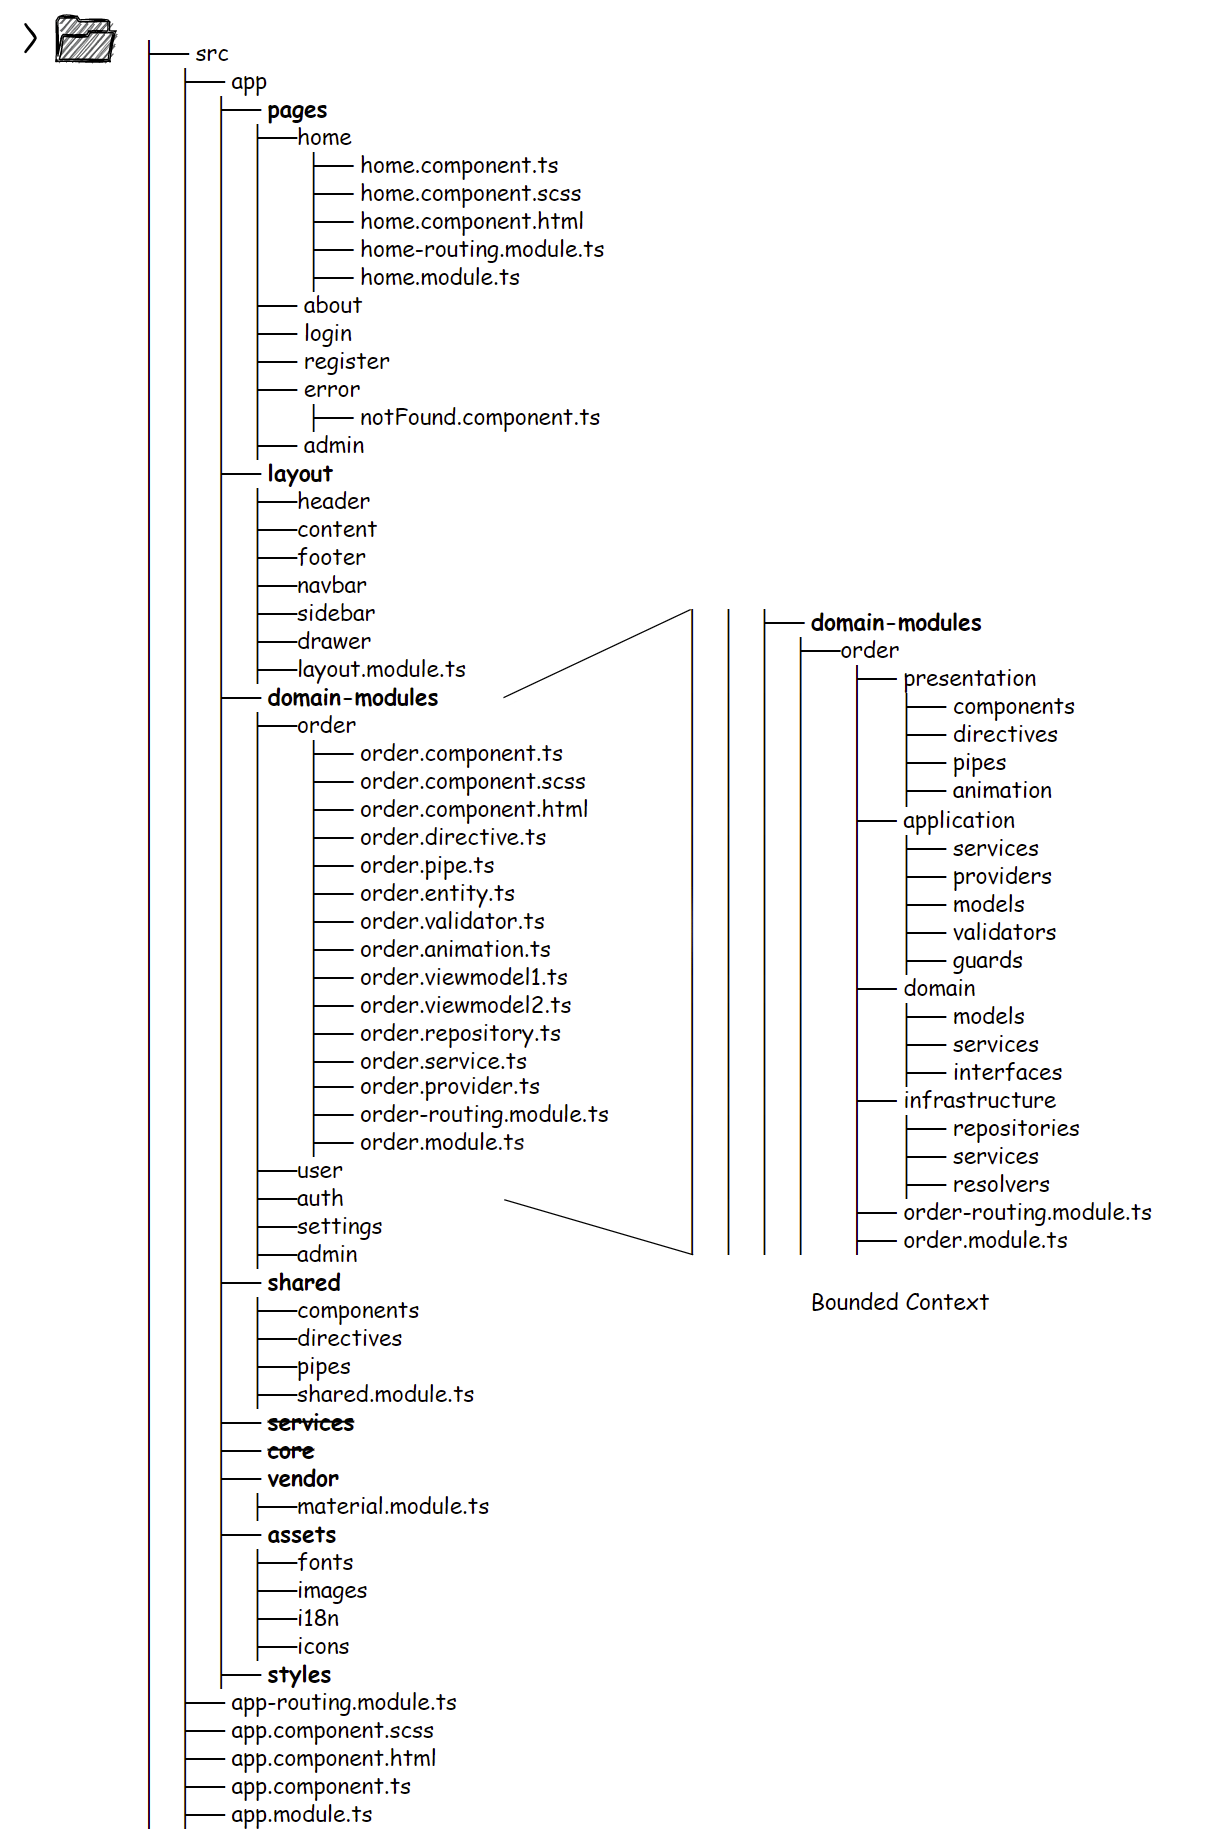 src
app
pages
home
home.component.ts
home.component.scss
home.component.html
home-routing.module.ts
home.module.ts
about
login
register
error
notFound.component.ts
admin
layout
header
content
footer
navbar
sidebar
drawer
layout.module.ts
domain-modules
order
order.component.ts
order.component.scss
order.component.html
order.directive.ts
order.pipe.ts
order.entity.ts
order.validator.ts
order.animation.ts
order.viewmodel1.ts
order.viewmodel2.ts
order.repository.ts
order.service.ts
order.provider.ts
order-routing.module.ts
order.module.ts
user
auth
settings
admin
shared
components
directives
pipes
shared.module.ts
services
core
vendor
material.module.ts
assets
fonts
images
i18n
icons
styles
app-routing.module.ts
app.component.scss
app.component.html
app.component.ts
app.module.ts
domain-modules
order
presentation
components
directives
pipes
animation
application
services
providers
models
validators
guards
domain
models
services
interfaces
infrastructure
repositories
services
resolvers
order-routing.module.ts
order.module.ts
Bounded Context